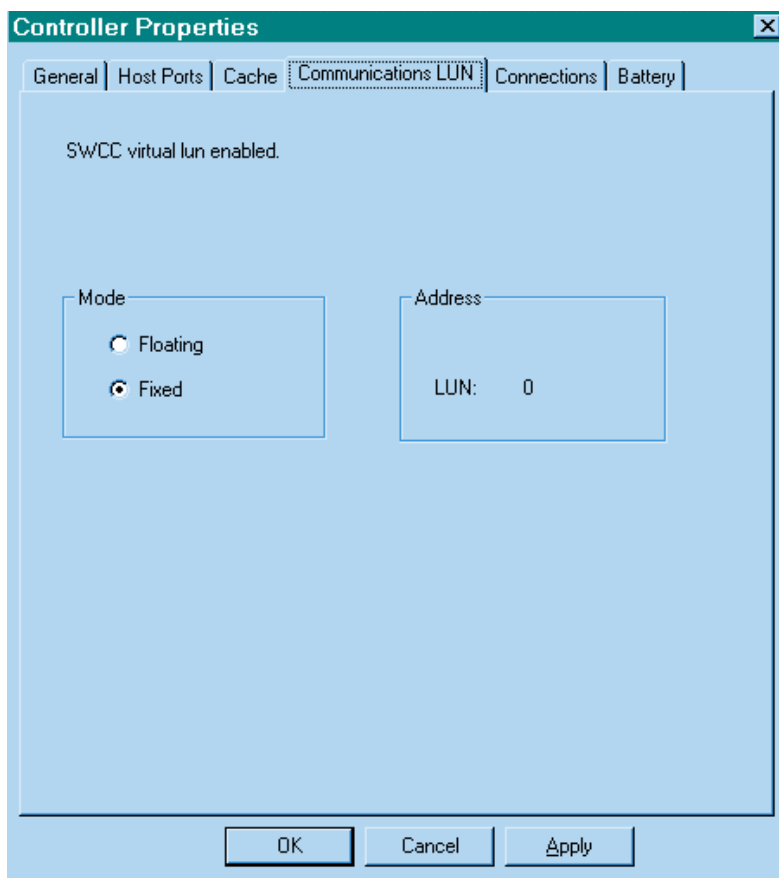 Controller Properties
General Host Ports Cache Communications LUN Connections Battery
SWCC virtual lun enabled.
Mode Address
Floating
Fixed LUN: 0
OK Cancel Apply